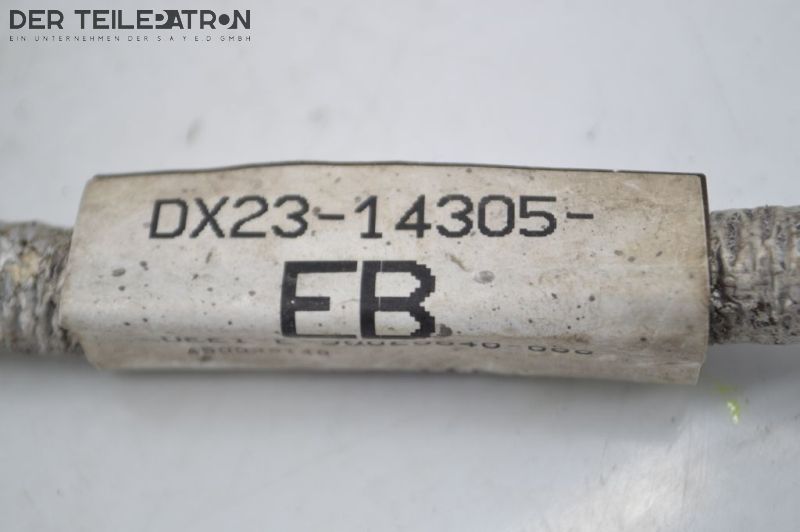 DER TEILEPATRON
EIN UNTERNEHMEN DER S A Y E.D GMBH
DX23-14305-
EB